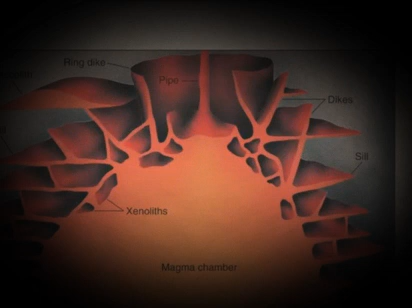 Ring dike
Pipe
Dikes
Sill
Xenoliths
Magma chamber